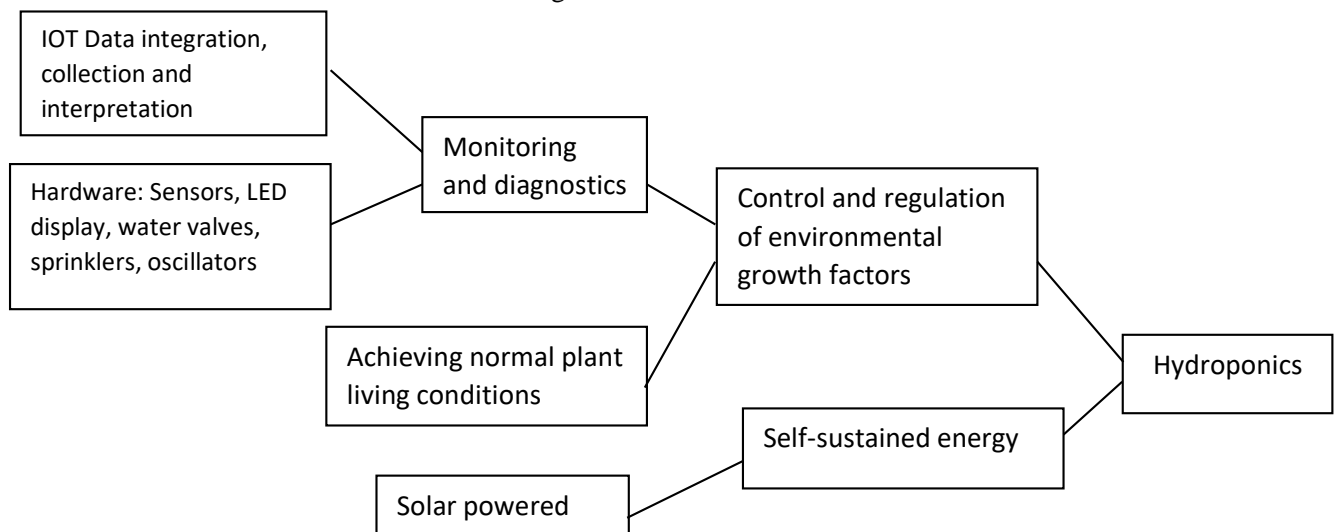 IOT Data integration,
collection and
interpretation
Hardware: Sensors, LED
display, water valves,
sprinklers, oscillators
Monitoring
and diagnostics
Control and regulation
of environmental
growth factors
Achieving normal plant
living conditions
Hydroponics
Self-sustained energy
Solar powered